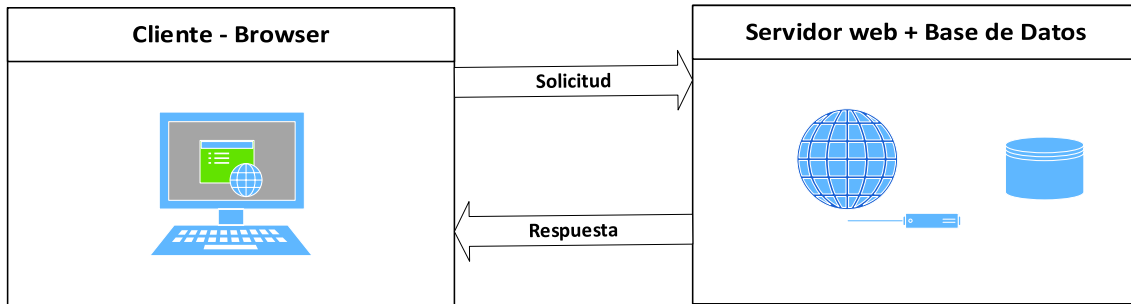 Cliente - Browser
Servidor web + Base de Datos
Solicitud
Respuesta